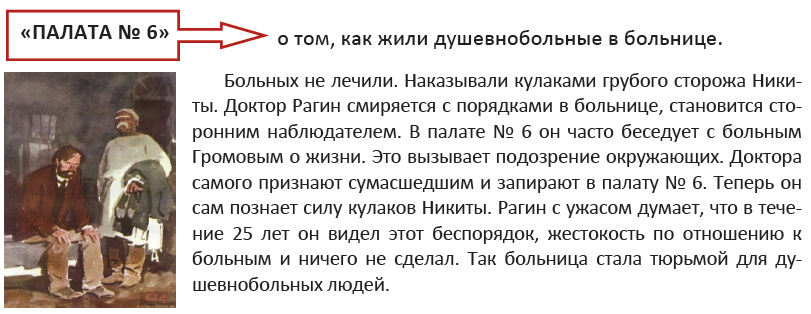 «ПАЛАТА № 6»
о том, как жили душевнобольные в больнице.
Больных не лечили. Наказывали кулаками грубого сторожа Ники-
ты. Доктор Рагин смиряется с порядками в больнице, становится сто-
ронним наблюдателем. В палате № 6 он часто беседует с больным
Громовым о жизни. Это вызывает подозрение окружающих. Доктора
самого признают сумасшедшим и запирают в палату № 6. Теперь он
сам познает силу кулаков Никиты. Рагин с ужасом думает, что в тече-
ние 25 лет он видел этот беспорядок, жестокость по отношению к
больным и ничего не сделал. Так больница стала тюрьмой для ду-
шевнобольных людей.